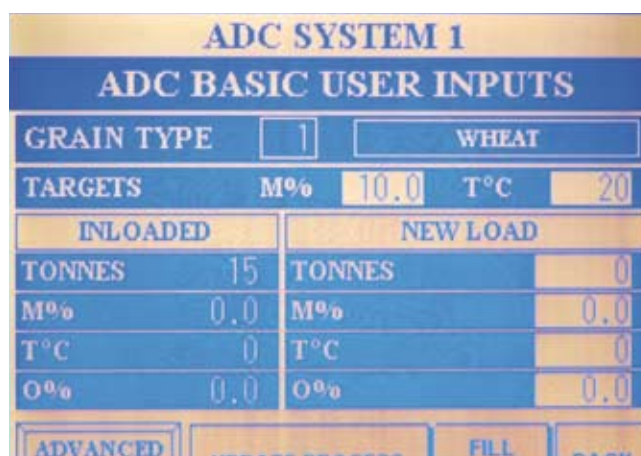 ADC SYSTEM 1
ADC BASIC USER INPUTS
GRAIN TYPE 1 WHEAT
TARGETS M% 10.0 T°C 20
INLOADED NEW LOAD
TONNES 15 TONNES 0
M% 0.0 M% 0.0
T°C 0 T°C 0
O% 0.0 O% 0.0
ADVANCED FILL